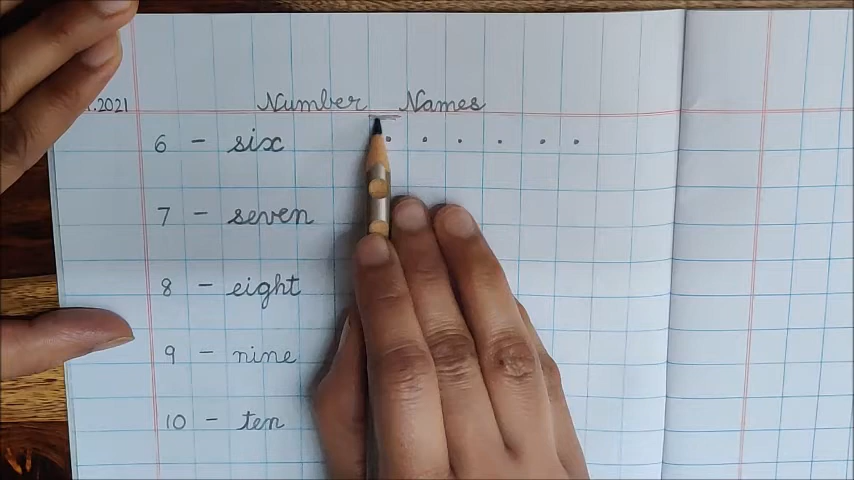 .2021
Number Names
6 - six ......
7 - seven
8 - eight
9 - nine
10 - ten